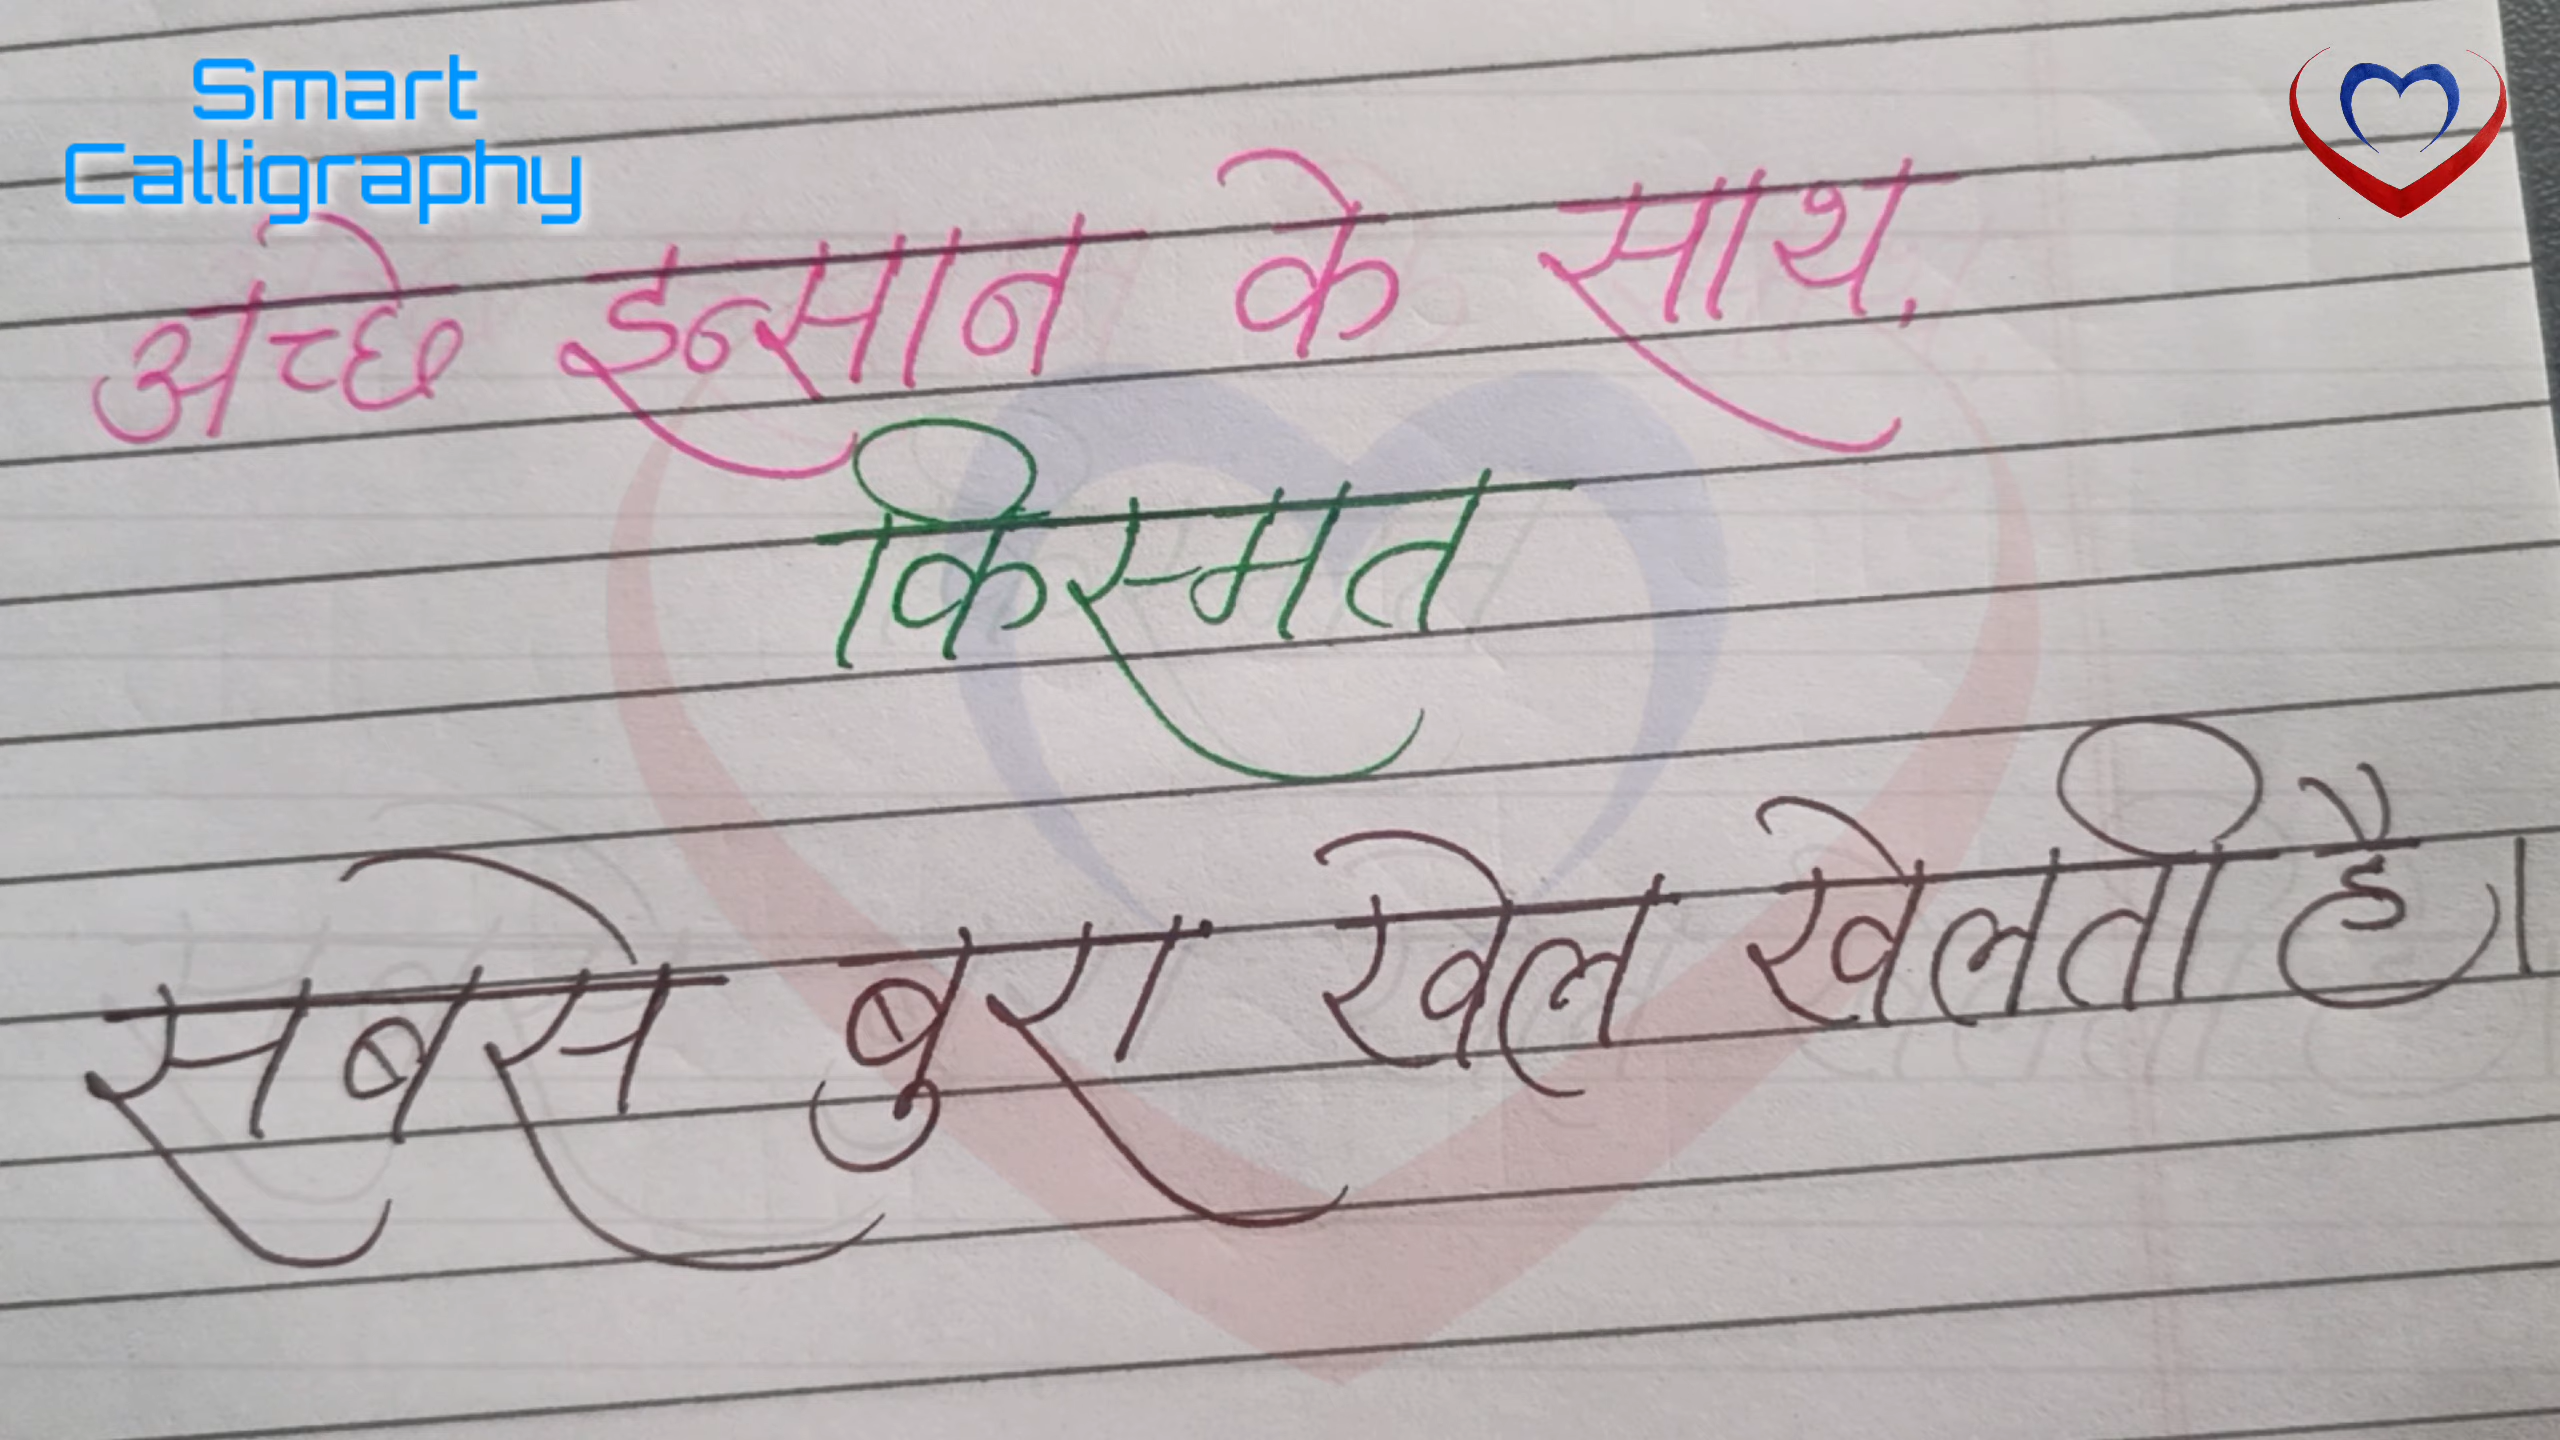 Smart
Calligraphy
अच्छे इन्सान के साथ,
किस्मत
सबसे बुरा खेल खेलती है।